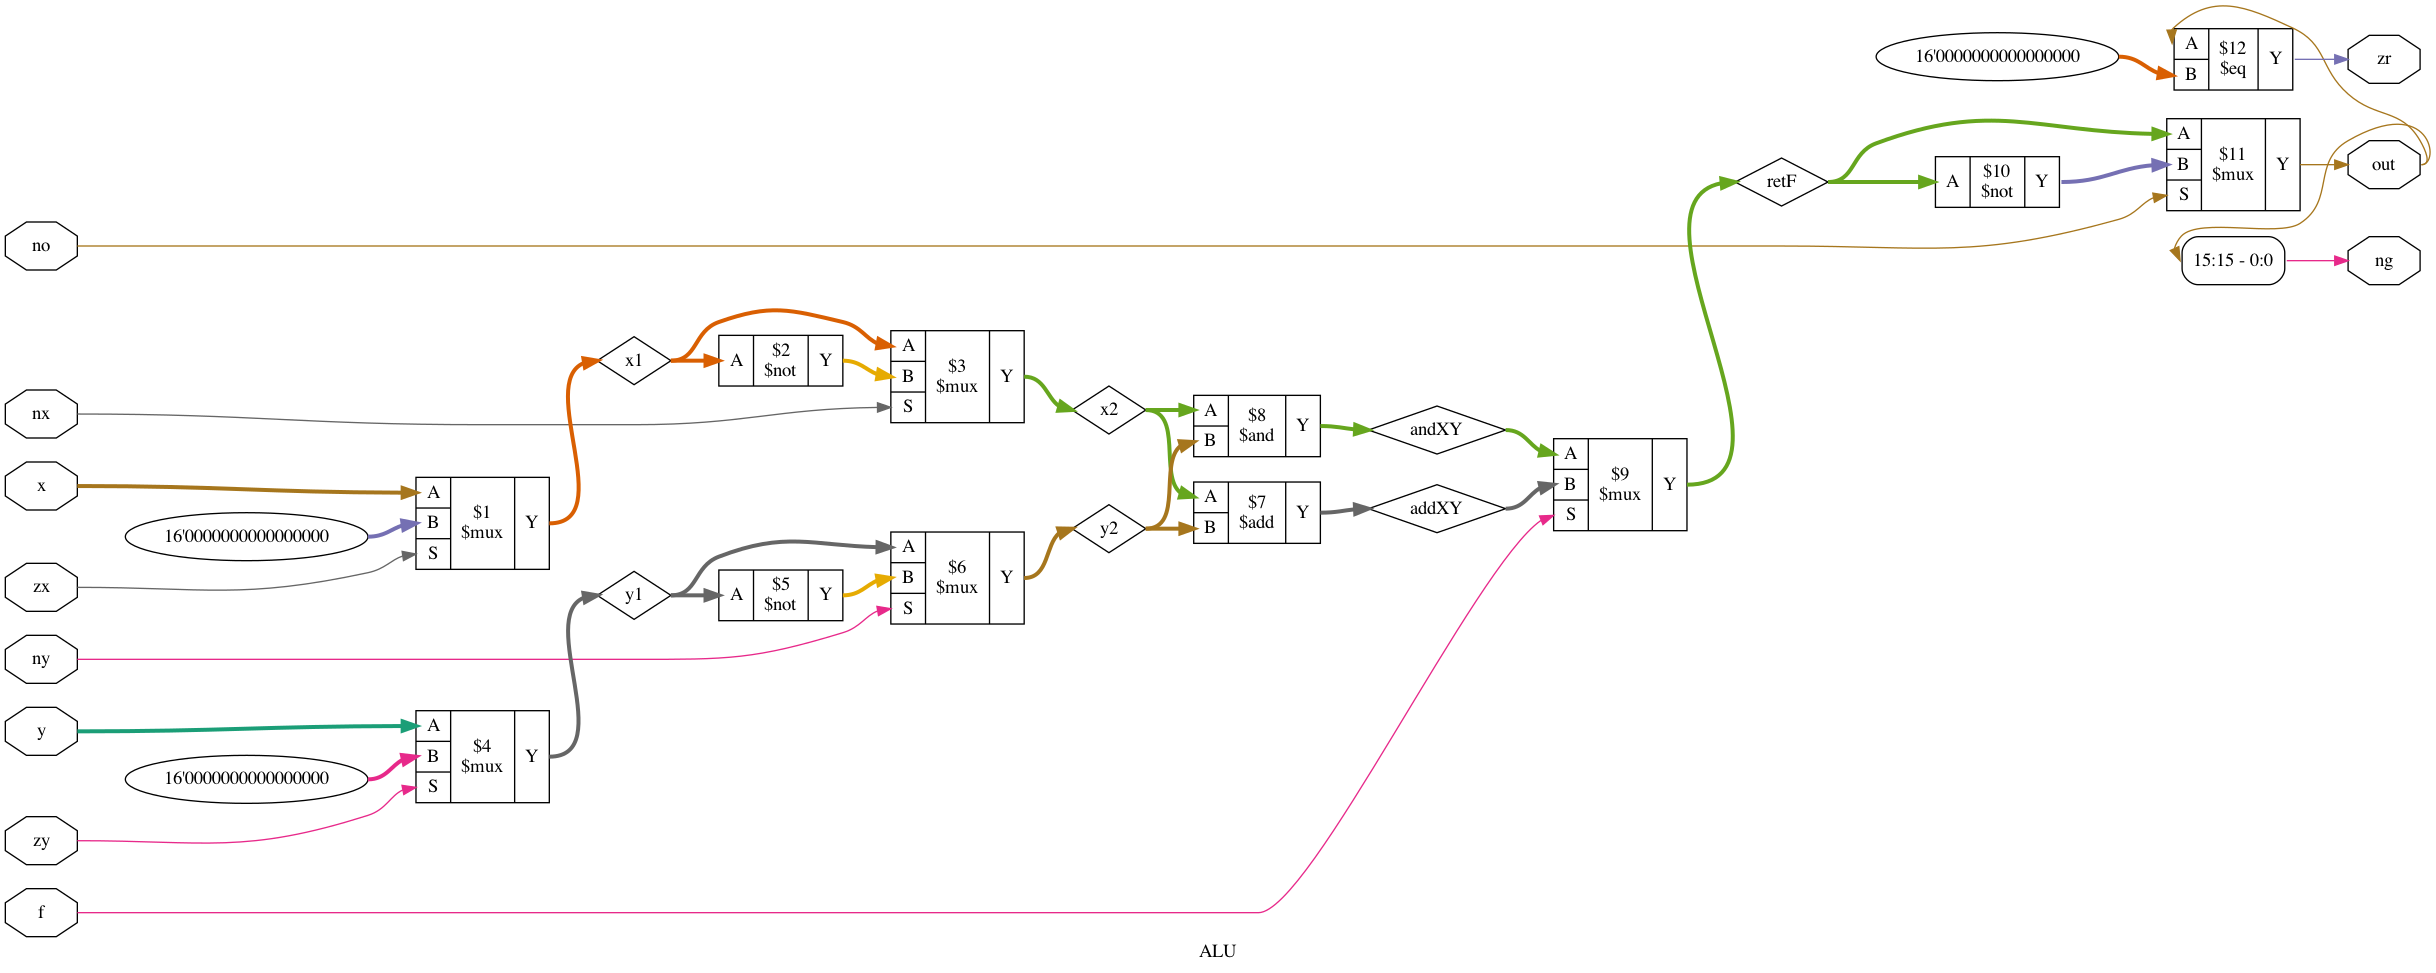 no
nx
x
zx
ny
y
zy
f
16'0000000000000000
16'0000000000000000
A
B
S
$1
$mux
Y
A
B
S
$4
$mux
Y
x1
y1
A
$2
$not
Y
A
$5
$not
Y
A
B
S
$3
$mux
Y
A
B
S
$6
$mux
Y
x2
y2
A
B
$8
$and
Y
A
B
$7
$add
Y
andXY
addXY
A
B
S
$9
$mux
Y
retF
16'0000000000000000
A
$10
$not
Y
A
B
$12
$eq
Y
A
B
S
$11
$mux
Y
15:15 - 0:0
zr
out
ng
ALU